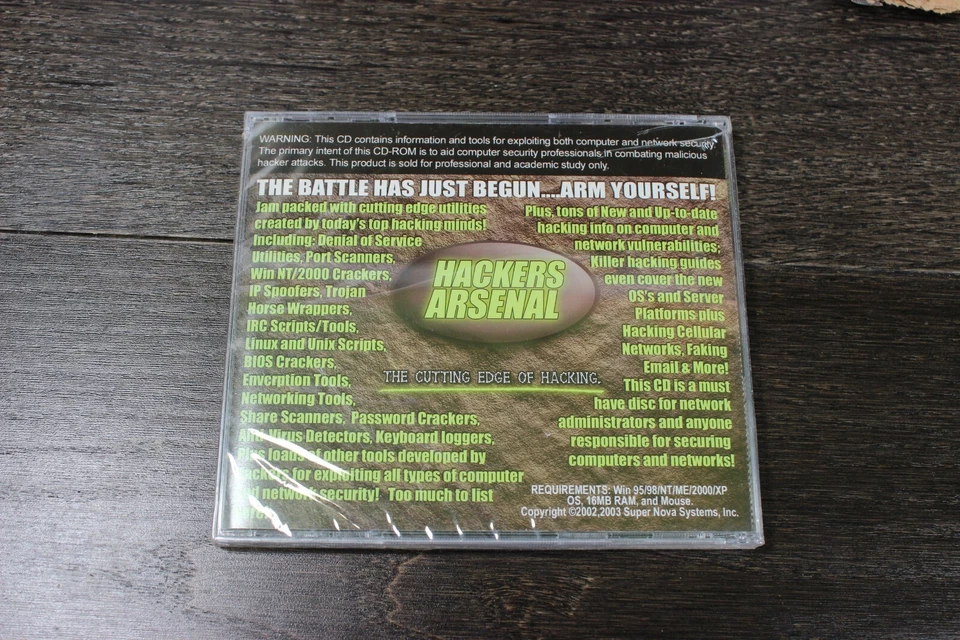 WARNING: This CD contains information and tools for exploiting both computer and network security.
The primary intent of this CD-ROM is to aid computer security professionals in combating malicious
hacker attacks. This product is sold for professional and academic study only.
THE BATTLE HAS JUST BEGUN....ARM YOURSELF!
Jam packed with cutting edge utilities
created by today's top hacking minds!
Including: Denial of Service
Utilities, Port Scanners,
Win NT/2000 Crackers,
IP Spoofers, Trojan
Horse Wrappers,
IRC Scripts/Tools,
Linux and Unix Scripts,
BIOS Crackers,
Encryption Tools,
Networking Tools,
Share Scanners, Password Crackers,
Anti-Virus Detectors, Keyboard loggers,
Plus loads of other tools developed by
hackers for exploiting all types of computer
and network security! Too much to list
HACKERS
ARSENAL
THE CUTTING EDGE OF HACKING.
Plus, tons of New and Up-to-date
hacking info on computer and
network vulnerabilities;
Killer hacking guides
even cover the new
OS's and Server
Platforms plus
Hacking Cellular
Networks, Faking
Email & More!
This CD is a must
have disc for network
administrators and anyone
responsible for securing
computers and networks!
REQUIREMENTS: Win 95/98/NT/ME/2000/XP
OS, 16MB RAM, and Mouse.
Copyright ©2002,2003 Super Nova Systems, Inc.